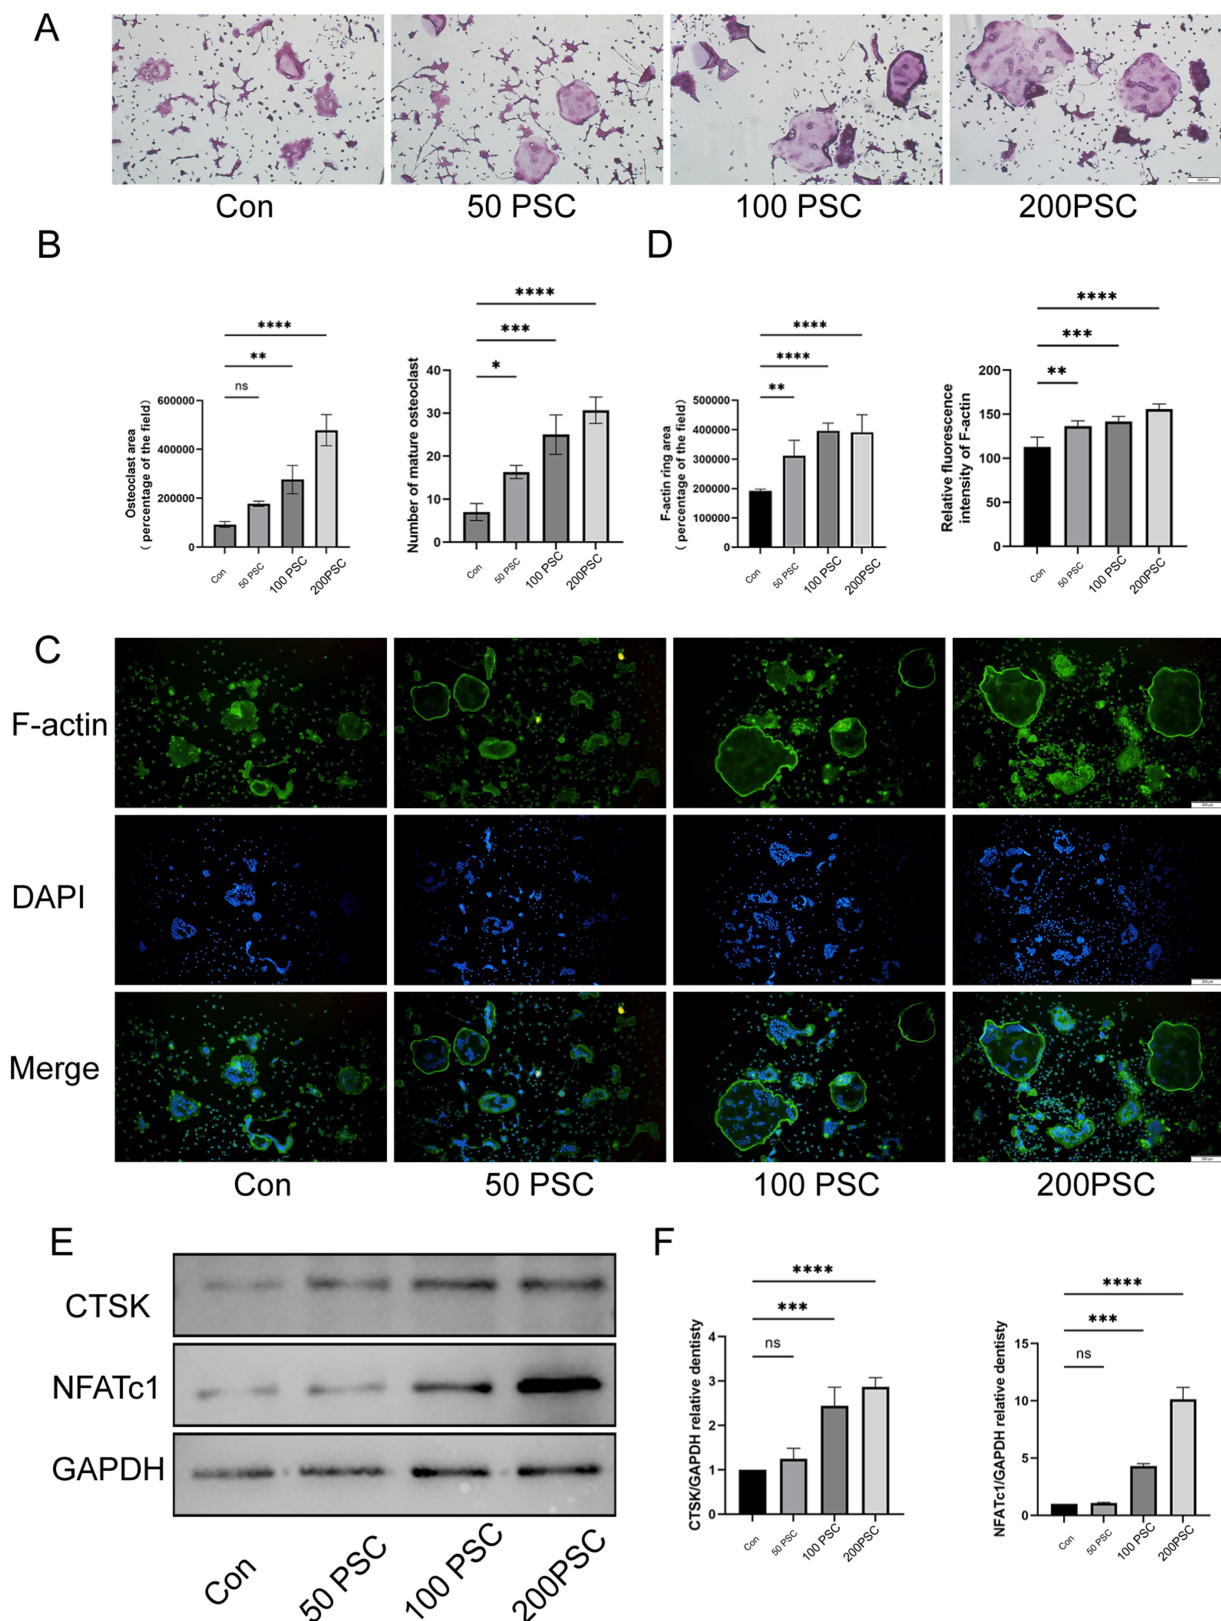 A
Con
50 PSC
100 PSC
200PSC
B
Osteoclast area
( percentage of the field)
600000
400000
200000
0
ns
**
****
Con
50 PSC
100 PSC
200PSC
Number of mature osteoclast
40
30
20
10
0
*
***
****
Con
50 PSC
100 PSC
200PSC
D
F-actin ring area
( percentage of the field)
500000
400000
300000
200000
100000
0
**
****
****
Con
50 PSC
100 PSC
200PSC
Relative fluorescence
intensity of F-actin
200
150
100
50
0
**
***
****
Con
50 PSC
100 PSC
200PSC
C
F-actin
DAPI
Merge
Con
50 PSC
100 PSC
200PSC
E
CTSK
NFATc1
GAPDH
Con
50 PSC
100 PSC
200PSC
F
CTSK/GAPDH relative dentisty
4
3
2
1
0
ns
***
****
Con
50 PSC
100 PSC
200PSC
NFATc1/GAPDH relative dentisty
15
10
5
0
ns
***
****
Con
50 PSC
100 PSC
200PSC